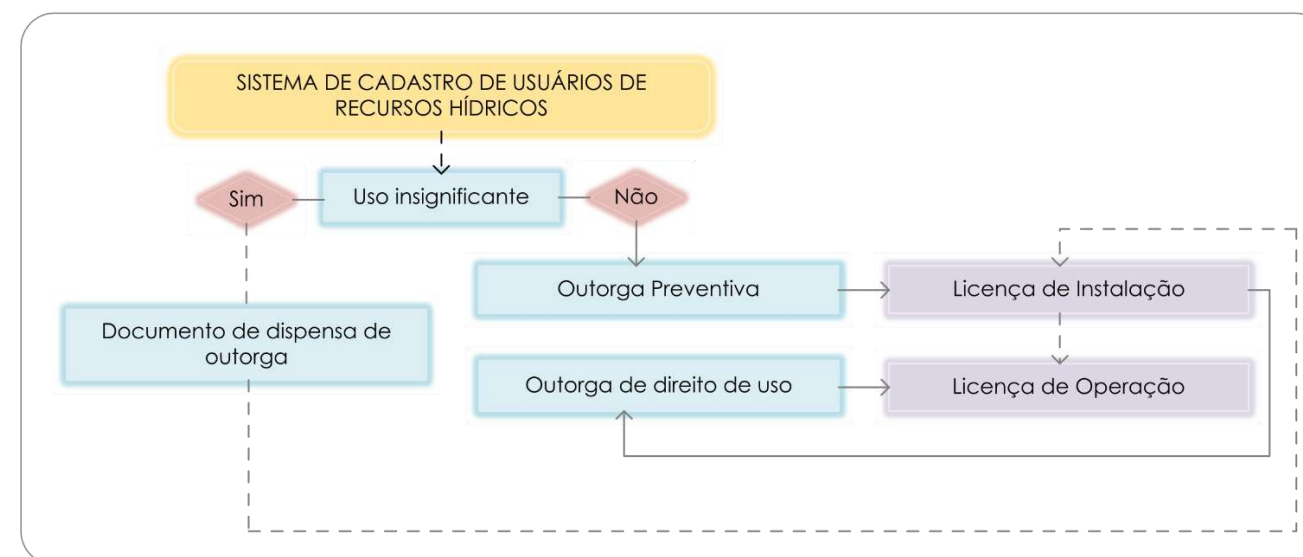 SISTEMA DE CADASTRO DE USUÁRIOS DE
RECURSOS HÍDRICOS
Sim
Uso insignificante
Não
Outorga Preventiva
Licença de Instalação
Documento de dispensa de
outorga
Outorga de direito de uso
Licença de Operação